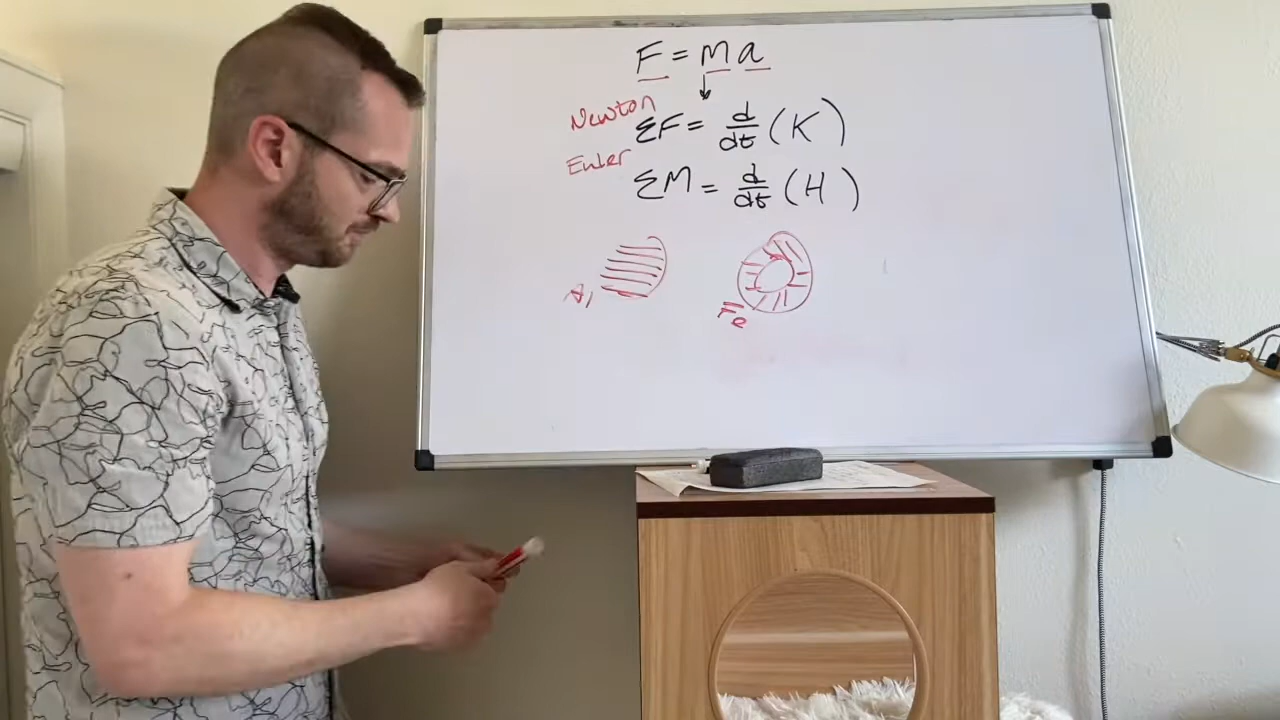 F = ma
Newton
ΣF = d/dt (K)
Euler
ΣM = d/dt (H)
Al
Fe